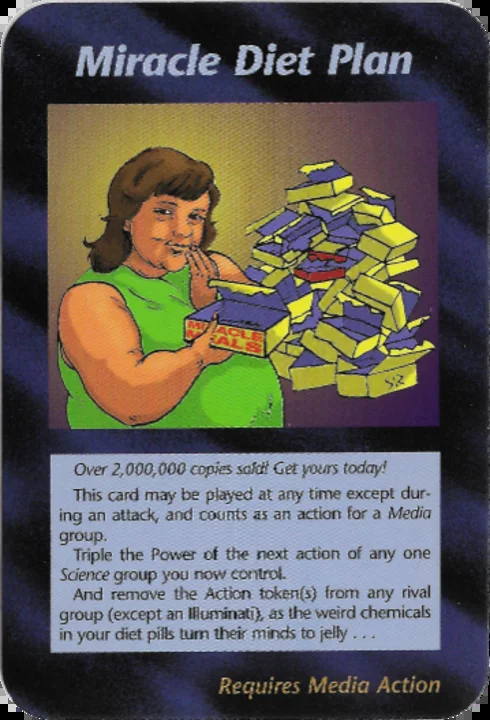 Miracle Diet Plan
MIRACLE
MEALS
Over 2,000,000 copies sold! Get yours today!
This card may be played at any time except dur-
ing an attack, and counts as an action for a Media
group.
Triple the Power of the next action of any one
Science group you now control.
And remove the Action token(s) from any rival
group (except an Illuminati), as the weird chemicals
in your diet pills turn their minds to jelly . . .
Requires Media Action